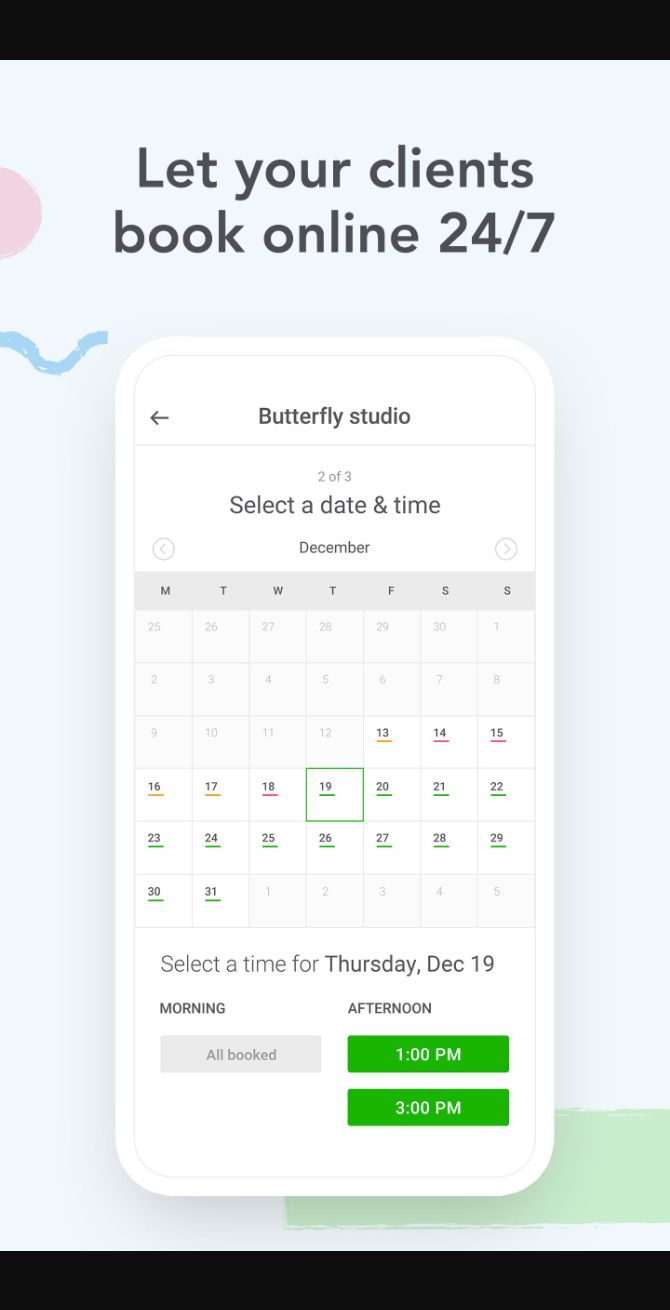 Let your clients
book online 24/7
Butterfly studio
2 of 3
Select a date & time
December
M T W T F S S
25 26 27 28 29 30 1
2 3 4 5 6 7 8
9 10 11 12 13 14 15
16 17 18 19 20 21 22
23 24 25 26 27 28 29
30 31 1 2 3 4 5
Select a time for Thursday, Dec 19
MORNING AFTERNOON
All booked 1:00 PM
3:00 PM